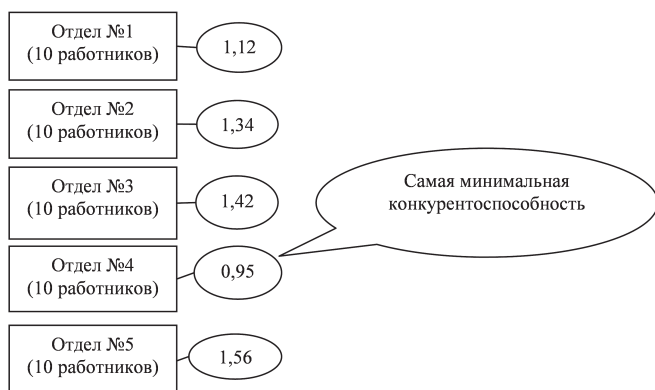 Отдел №1
(10 работников)
1,12
Отдел №2
(10 работников)
1,34
Отдел №3
(10 работников)
1,42
Самая минимальная
конкурентоспособность
Отдел №4
(10 работников)
0,95
Отдел №5
(10 работников)
1,56